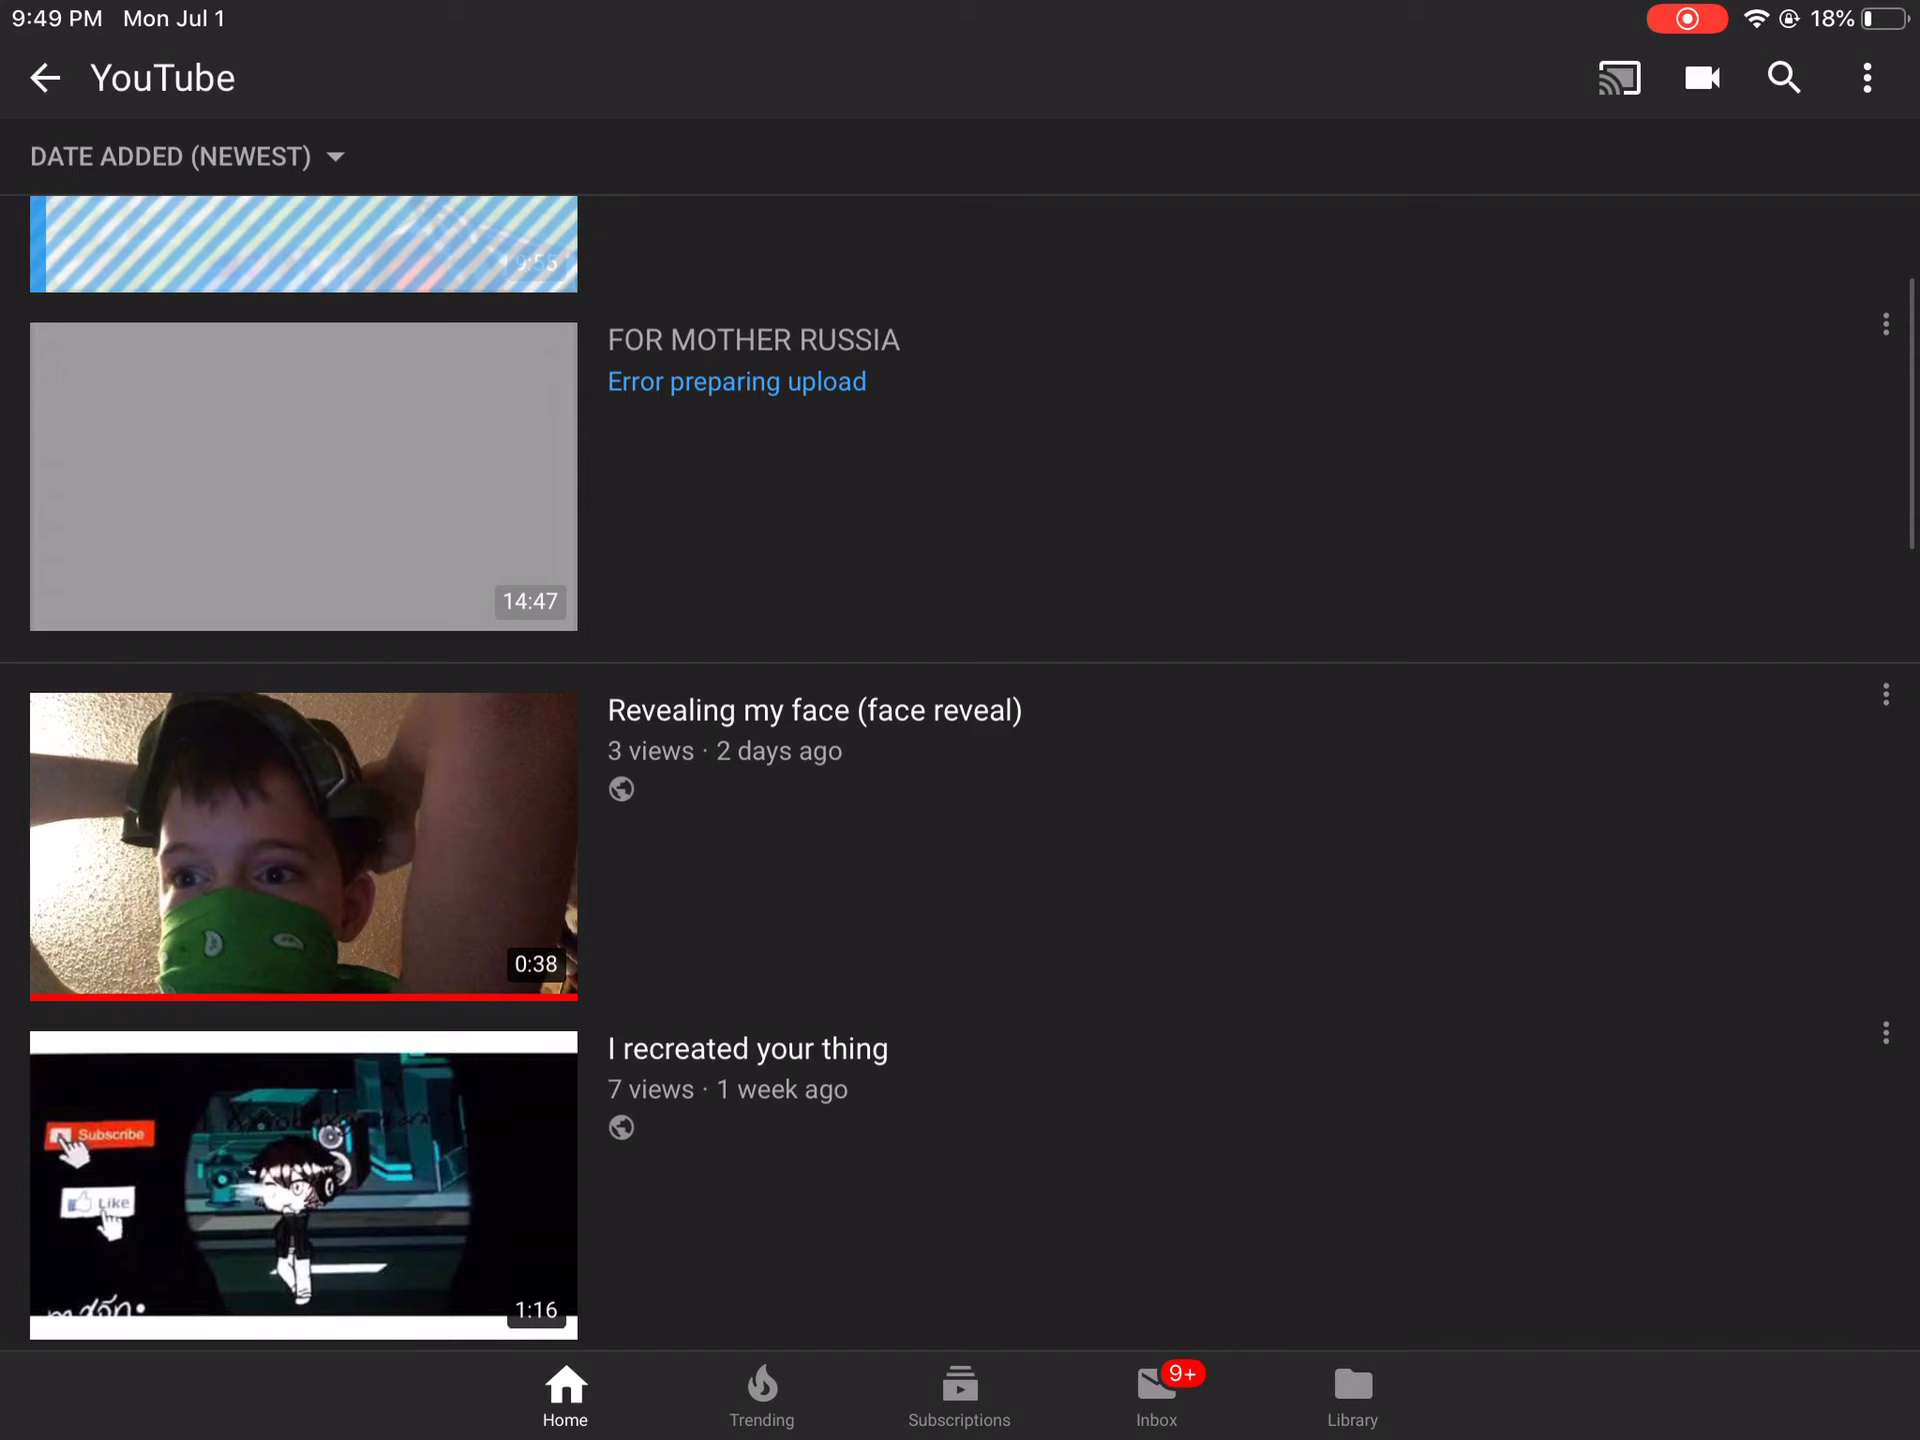 9:49 PM Mon Jul 1
18%
YouTube
DATE ADDED (NEWEST)
9:55
FOR MOTHER RUSSIA
Error preparing upload
14:47
Revealing my face (face reveal)
3 views · 2 days ago
0:38
I recreated your thing
7 views · 1 week ago
Subscribe
Like
1:16
Home
Trending
Subscriptions
9+
Inbox
Library